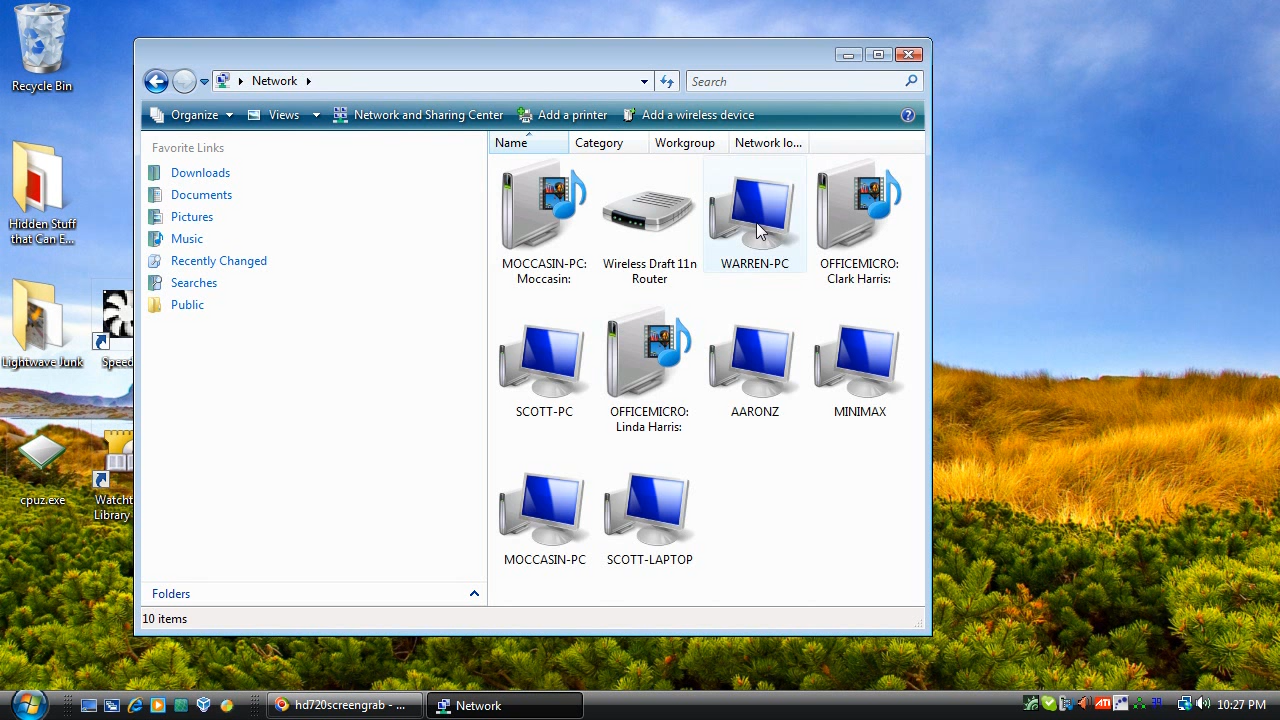 Recycle Bin
Hidden Stuff
that Can E...
Lightwave Junk
Speed
cpuz.exe
Watcht
Library
Network
Search
Organize
Views
Network and Sharing Center
Add a printer
Add a wireless device
Favorite Links
Downloads
Documents
Pictures
Music
Recently Changed
Searches
Public
Folders
Name
Category
Workgroup
Network lo...
MOCCASIN-PC:
Moccasin:
Wireless Draft 11n
Router
WARREN-PC
OFFICEMICRO:
Clark Harris:
SCOTT-PC
OFFICEMICRO:
Linda Harris:
AARONZ
MINIMAX
MOCCASIN-PC
SCOTT-LAPTOP
10 items
hd720screengrab - ...
Network
ATI
39
10:27 PM